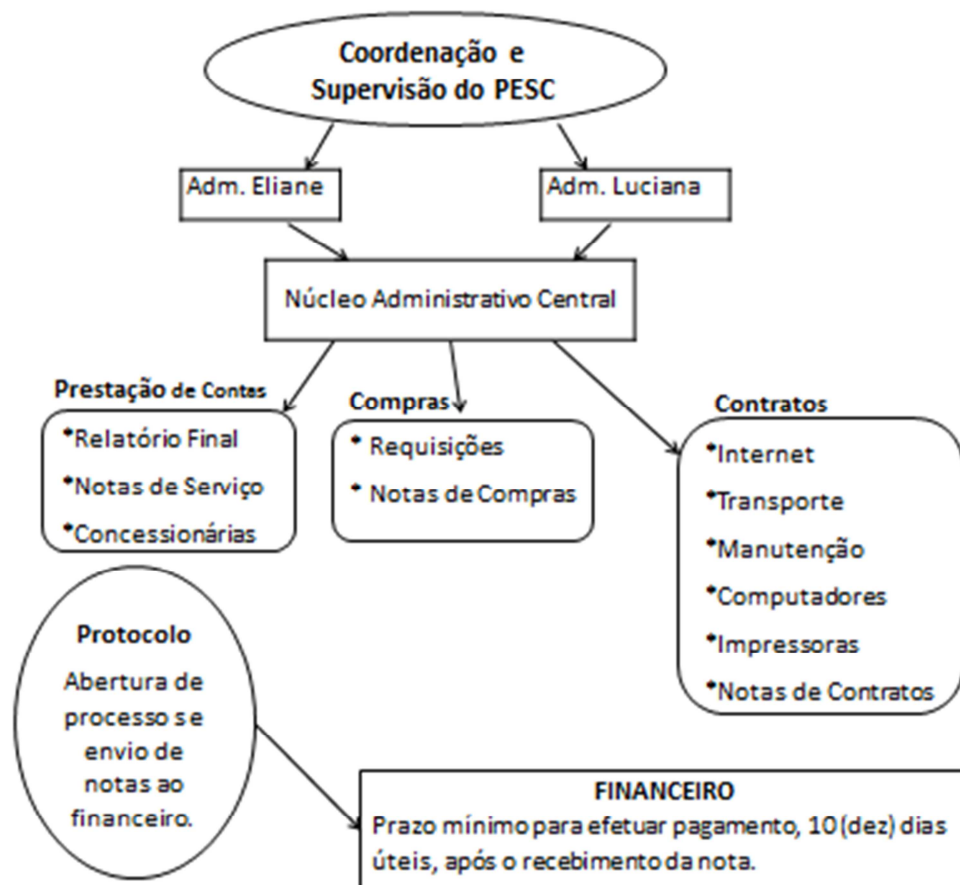 Coordenação e
Supervisão do PESC
Adm. Eliane
Adm. Luciana
Núcleo Administrativo Central
Prestação de Contas
*Relatório Final
*Notas de Serviço
*Concessionárias
Compras
* Requisições
* Notas de Compras
Contratos
*Internet
*Transporte
*Manutenção
*Computadores
*Impressoras
*Notas de Contratos
Protocolo
Abertura de
processo s e
envio de
notas ao
financeiro.
FINANCEIRO
Prazo mínimo para efetuar pagamento, 10 (dez) dias
úteis, após o recebimento da nota.